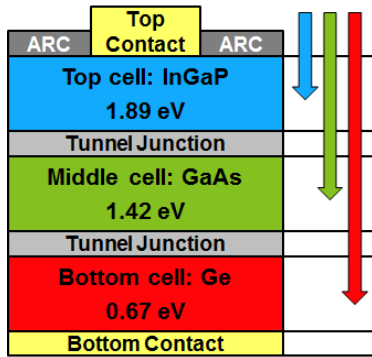 Top
Contact
ARC
ARC
Top cell: InGaP
1.89 eV
Tunnel Junction
Middle cell: GaAs
1.42 eV
Tunnel Junction
Bottom cell: Ge
0.67 eV
Bottom Contact